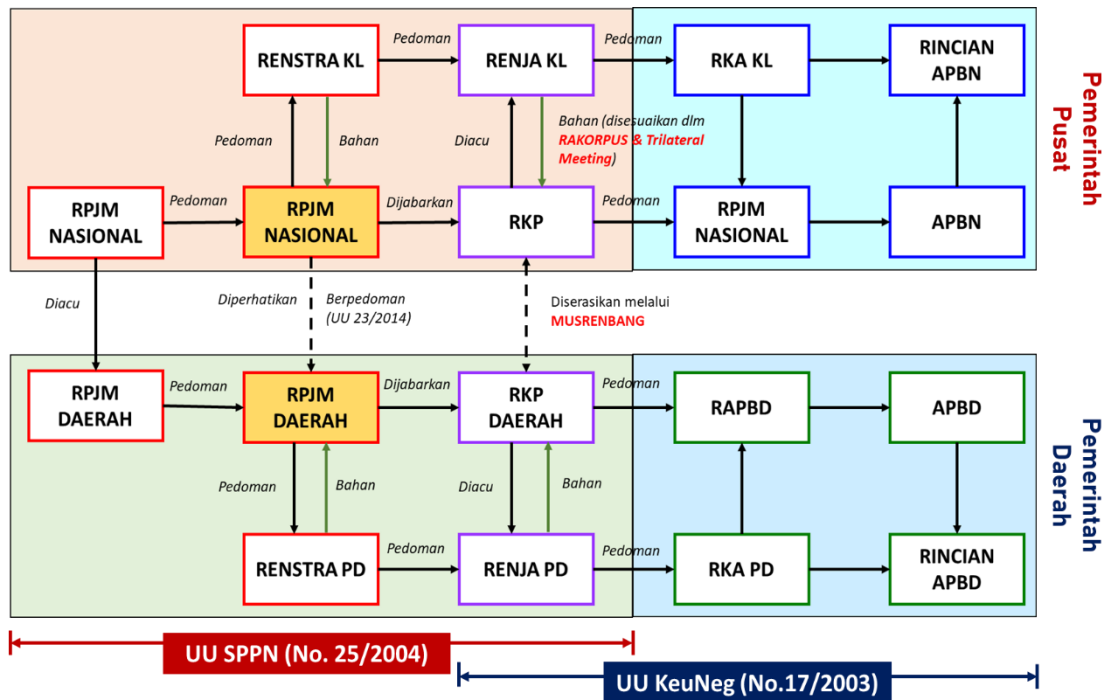 Pedoman
Pedoman
RENSTRA KL
RENJA KL
RKA KL
RINCIAN
APBN
Pedoman
Bahan
Diacu
Bahan (disesuaikan dlm
RAKORPUS & Trilateral
Meeting)
RPJM
NASIONAL
Pedoman
RPJM
NASIONAL
Dijabarkan
RKP
Pedoman
RPJM
NASIONAL
APBN
Pemerintah
Pusat
Diacu
Diperhatikan
Berpedoman
(UU 23/2014)
Diserasikan melalui
MUSRENBANG
RPJM
DAERAH
Pedoman
RPJM
DAERAH
Dijabarkan
RKP
DAERAH
Pedoman
RAPBD
APBD
Pedoman
Bahan
Diacu
Bahan
RENSTRA PD
Pedoman
RENJA PD
Pedoman
RKA PD
RINCIAN
APBD
Pemerintah
Daerah
UU SPPN (No. 25/2004)
UU KeuNeg (No.17/2003)